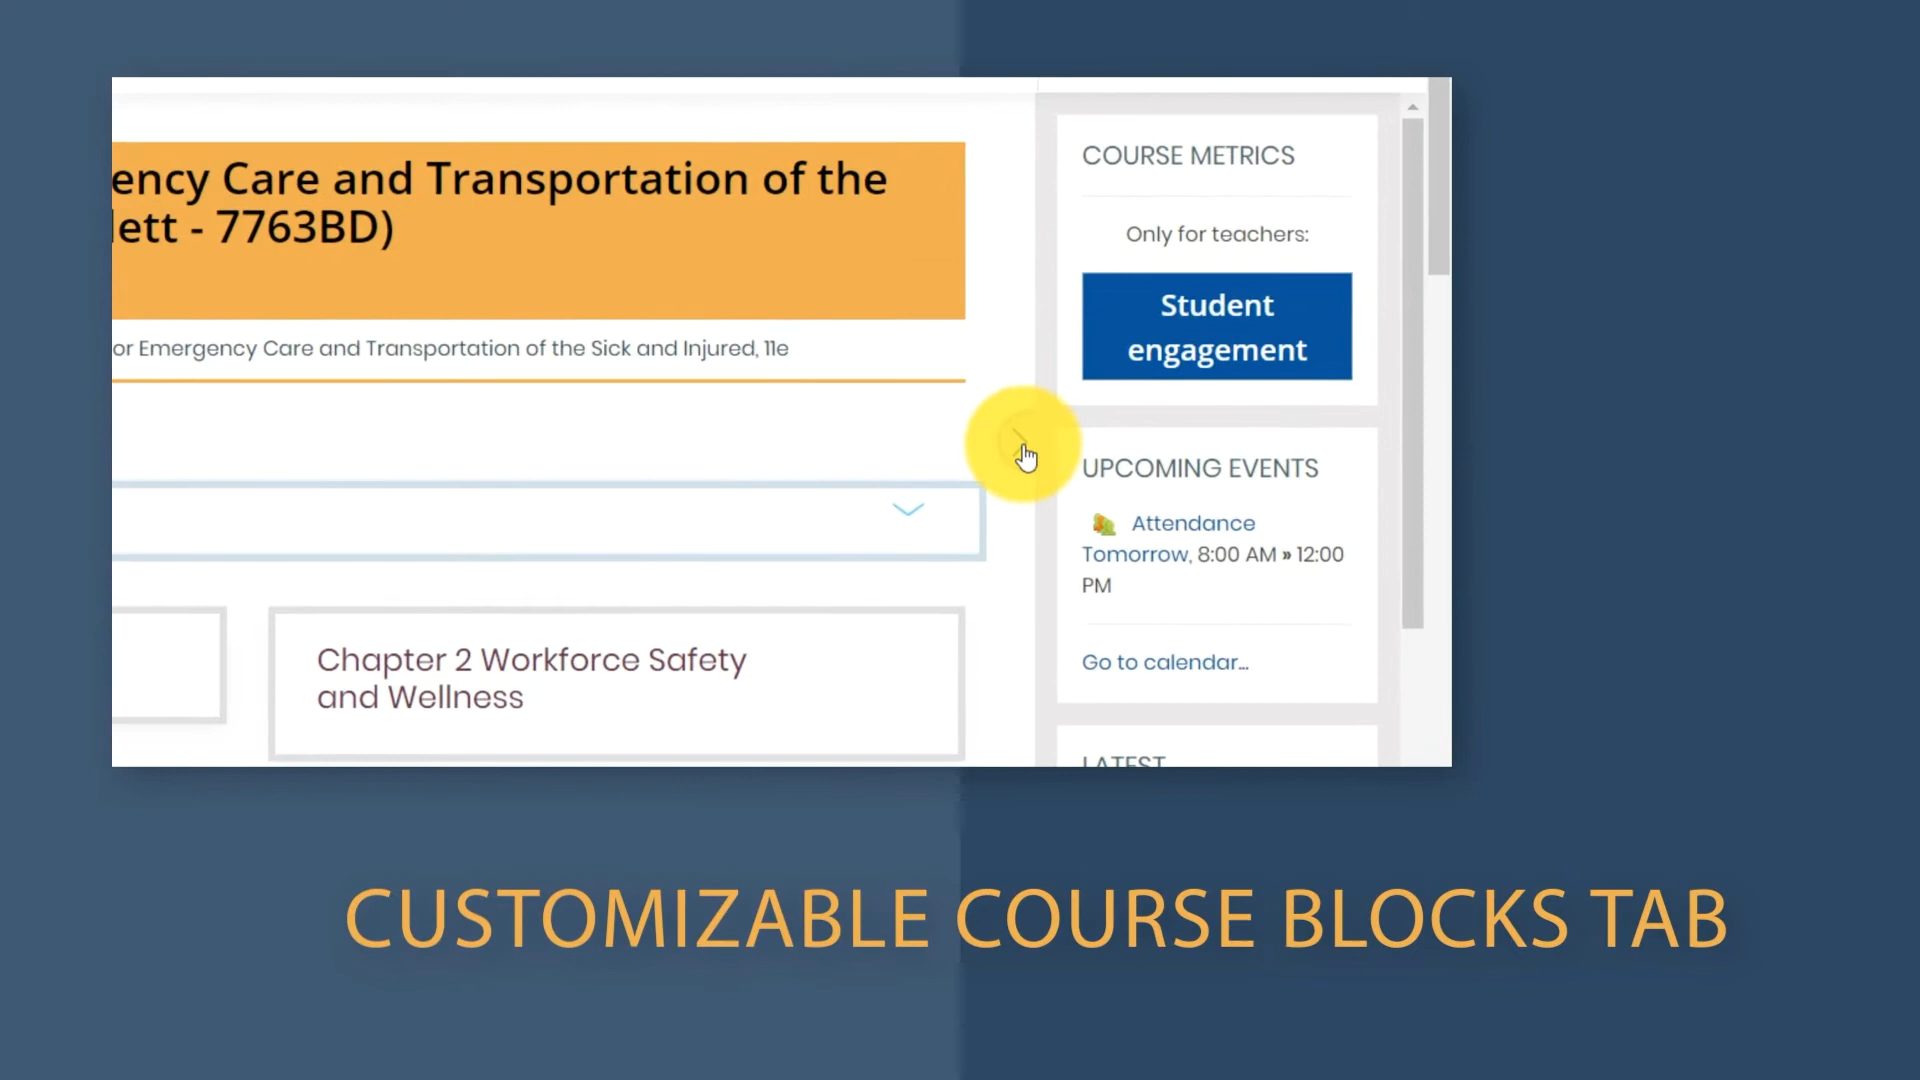 ency Care and Transportation of the
lett - 7763BD)
or Emergency Care and Transportation of the Sick and Injured, 11e
Chapter 2 Workforce Safety
and Wellness
COURSE METRICS
Only for teachers:
Student
engagement
UPCOMING EVENTS
Attendance
Tomorrow, 8:00 AM » 12:00
PM
Go to calendar...
LATEST
CUSTOMIZABLE COURSE BLOCKS TAB